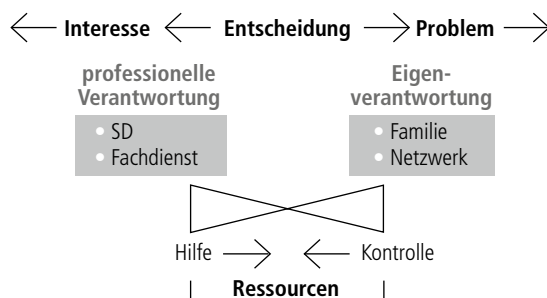 Interesse Entscheidung Problem
professionelle
Verantwortung
• SD
• Fachdienst
Eigen-
verantwortung
• Familie
• Netzwerk
Hilfe Kontrolle
Ressourcen